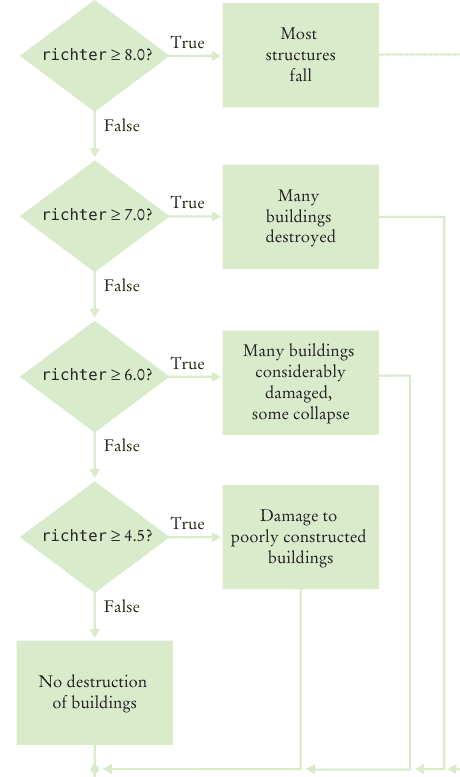 richter ≥ 8.0?
True
Most
structures
fall
False
richter ≥ 7.0?
True
Many
buildings
destroyed
False
richter ≥ 6.0?
True
Many buildings
considerably
damaged,
some collapse
False
richter ≥ 4.5?
True
Damage to
poorly constructed
buildings
False
No destruction
of buildings